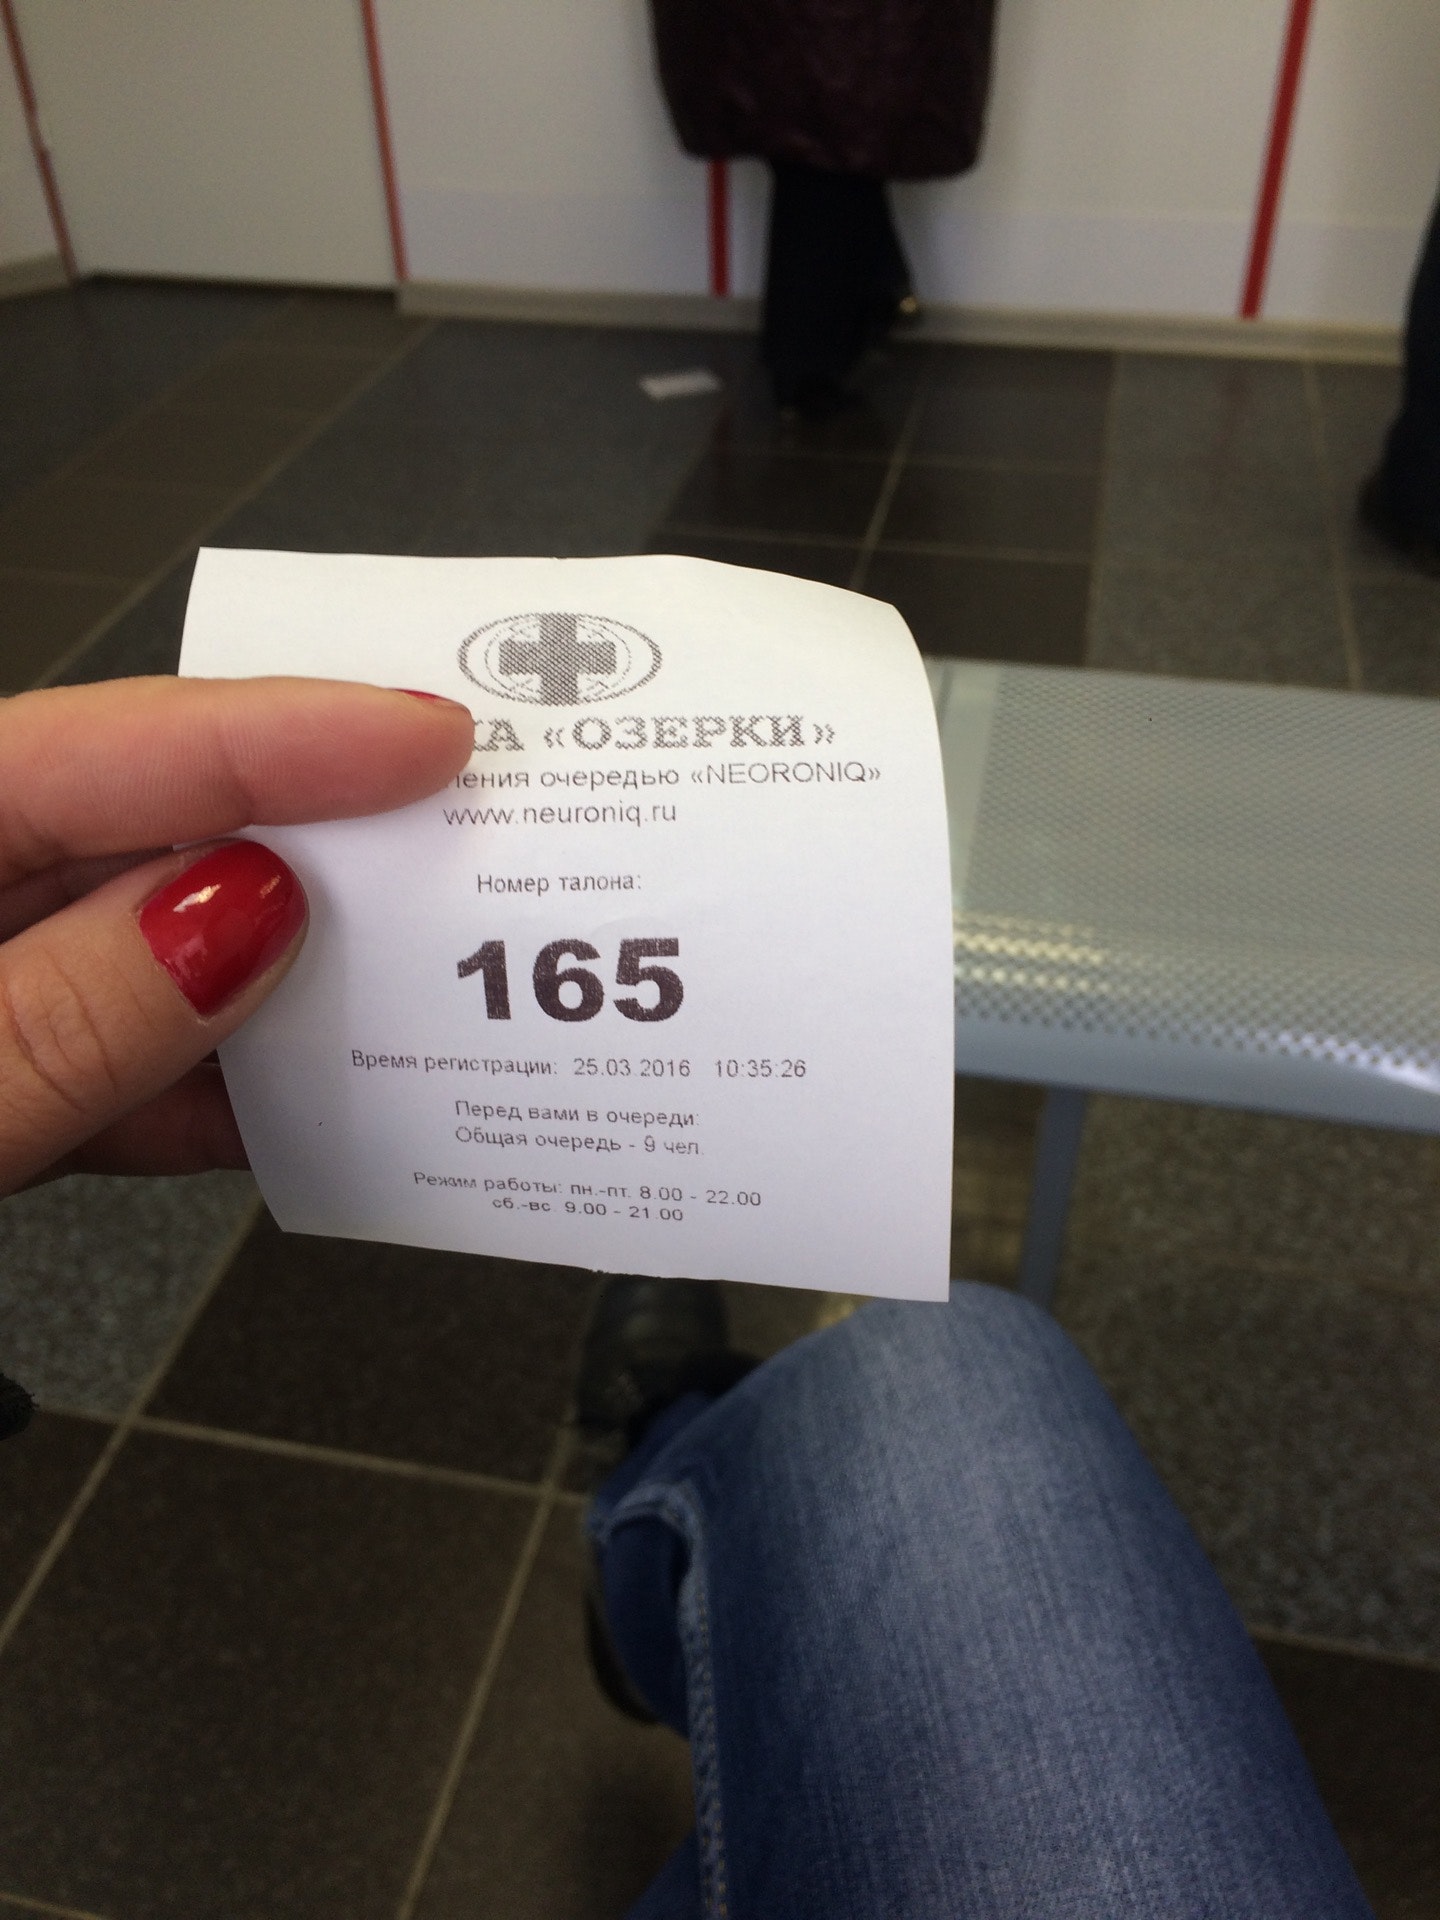 «ОЗЕРКИ»
очередью «NEORONIQ»
www.neuroniq.ru
Номер талона:
165
Время регистрации: 25.03.2016 10:35:26
Перед вами в очереди:
Общая очередь - 9 чел.
Режим работы: пн.-пт. 8.00 - 22.00
сб.-вс. 9.00 - 21.00